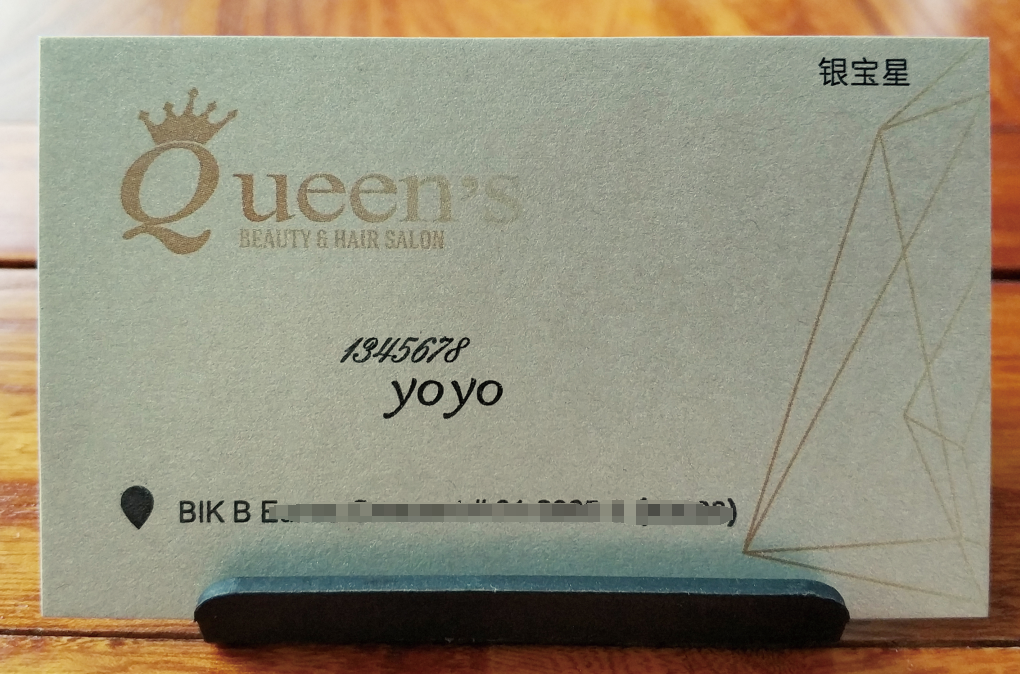 银宝星
Queen's
BEAUTY & HAIR SALON
1345678
yoyo
BIK B